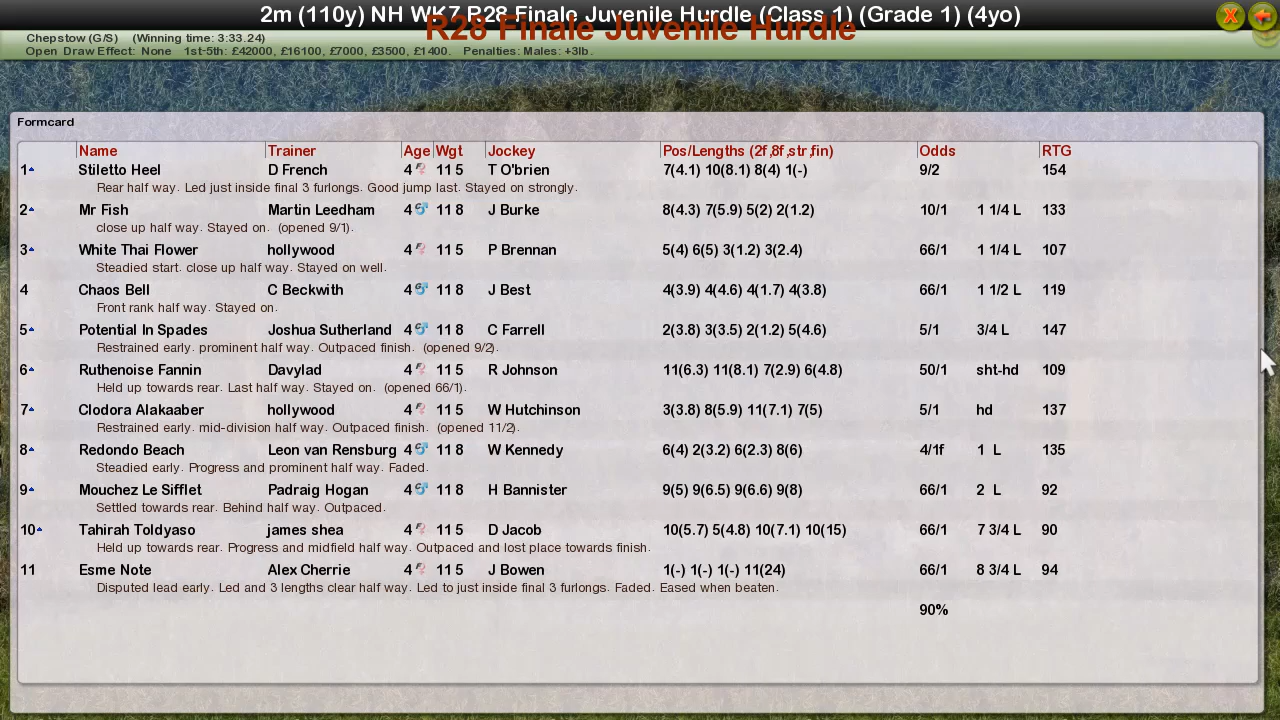 2m (110y) NH WK7 R28 Finale Juvenile Hurdle (Class 1) (Grade 1) (4yo)
R28 Finale Juvenile Hurdle
Chepstow (G/S) (Winning time: 3:33.24)
Open Draw Effect: None 1st-5th: £42000, £16100, £7000, £3500, £1400. Penalties: Males: +3lb.
Formcard
Name Trainer Age Wgt Jockey Pos/Lengths (2f,8f,str,fin) Odds RTG
1 Stiletto Heel D French 4 11 5 T O'brien 7(4.1) 10(8.1) 8(4) 1(-) 9/2 154
Rear half way. Led just inside final 3 furlongs. Good jump last. Stayed on strongly.
2 Mr Fish Martin Leedham 4 11 8 J Burke 8(4.3) 7(5.9) 5(2) 2(1.2) 10/1 1 1/4 L 133
close up half way. Stayed on. (opened 9/1).
3 White Thai Flower hollywood 4 11 5 P Brennan 5(4) 6(5) 3(1.2) 3(2.4) 66/1 1 1/4 L 107
Steadied start. close up half way. Stayed on well.
4 Chaos Bell C Beckwith 4 11 8 J Best 4(3.9) 4(4.6) 4(1.7) 4(3.8) 66/1 1 1/2 L 119
Front rank half way. Stayed on.
5 Potential In Spades Joshua Sutherland 4 11 8 C Farrell 2(3.8) 3(3.5) 2(1.2) 5(4.6) 5/1 3/4 L 147
Restrained early. prominent half way. Outpaced finish. (opened 9/2).
6 Ruthenoise Fannin Davylad 4 11 5 R Johnson 11(6.3) 11(8.1) 7(2.9) 6(4.8) 50/1 sht-hd 109
Held up towards rear. Last half way. Stayed on. (opened 66/1).
7 Clodora Alakaaber hollywood 4 11 5 W Hutchinson 3(3.8) 8(5.9) 11(7.1) 7(5) 5/1 hd 137
Restrained early. mid-division half way. Outpaced finish. (opened 11/2).
8 Redondo Beach Leon van Rensburg 4 11 8 W Kennedy 6(4) 2(3.2) 6(2.3) 8(6) 4/1f 1 L 135
Steadied early. Progress and prominent half way. Faded.
9 Mouchez Le Sifflet Padraig Hogan 4 11 8 H Bannister 9(5) 9(6.5) 9(6.6) 9(8) 66/1 2 L 92
Settled towards rear. Behind half way. Outpaced.
10 Tahirah Toldyaso james shea 4 11 5 D Jacob 10(5.7) 5(4.8) 10(7.1) 10(15) 66/1 7 3/4 L 90
Held up towards rear. Progress and midfield half way. Outpaced and lost place towards finish.
11 Esme Note Alex Cherrie 4 11 5 J Bowen 1(-) 1(-) 1(-) 11(24) 66/1 8 3/4 L 94
Disputed lead early. Led and 3 lengths clear half way. Led to just inside final 3 furlongs. Faded. Eased when beaten.
90%